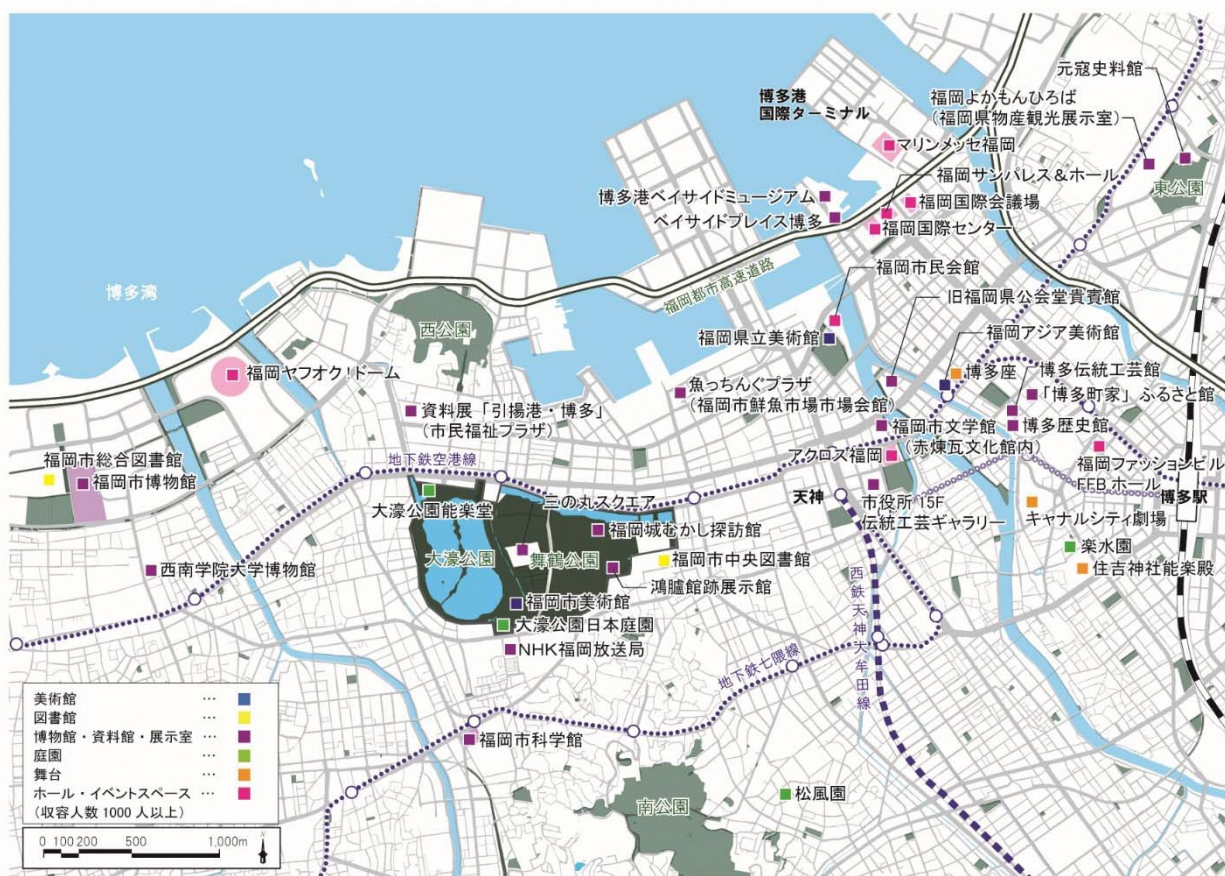 元寇史料館
福岡よかもんひろば
（福岡県物産観光展示室）
博多港
国際ターミナル
マリンメッセ福岡
福岡サンパレス＆ホール
東公園
博多港ベイサイドミュージアム
福岡国際会議場
ベイサイドプレイス博多
福岡国際センター
福岡都市高速道路
福岡市民会館
博多湾
旧福岡県公会堂貴賓館
西公園
福岡県立美術館
福岡アジア美術館
福岡ヤフオク！ドーム
博多座
博多伝統工芸館
魚っちんぐプラザ
（福岡市鮮魚市場市場会館）
「博多町家」ふるさと館
資料展「引揚港・博多」
（市民福祉プラザ）
福岡市文学館
（赤煉瓦文化館内）
博多歴史館
アクロス福岡
福岡市総合図書館
福岡市博物館
地下鉄空港線
福岡ファッションビル
FFBホール
三の丸スクエア
天神
市役所 15F
伝統工芸ギャラリー
博多駅
大濠公園能楽堂
キャナルシティ劇場
福岡城むかし探訪館
大濠公園
舞鶴公園
福岡市中央図書館
楽水園
西南学院大学博物館
鴻臚館跡展示館
住吉神社能楽殿
福岡市美術館
大濠公園日本庭園
NHK福岡放送局
西鉄天神大牟田線
地下鉄七隈線
福岡市科学館
松風園
南公園
美術館 …
図書館 …
博物館・資料館・展示室 …
庭園 …
舞台 …
ホール・イベントスペース …
（収容人数 1000 人以上）
0 100 200 500 1,000m
N